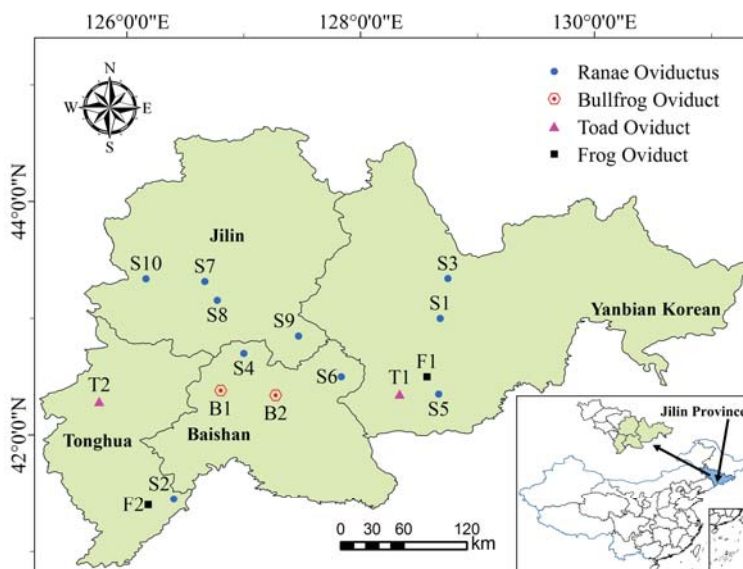 126°0'0"E 128°0'0"E 130°0'0"E
N
W E
S
Ranae Oviductus
Bullfrog Oviduct
Toad Oviduct
Frog Oviduct
44°0'0"N
42°0'0"N
Jilin
S10 S7
S8
S9
S3
S1
Yanbian Korean
S4
S6
F1
T1
S5
T2
B1 B2
Tonghua
Baishan
S2
F2
0 30 60 120
km
Jilin Province